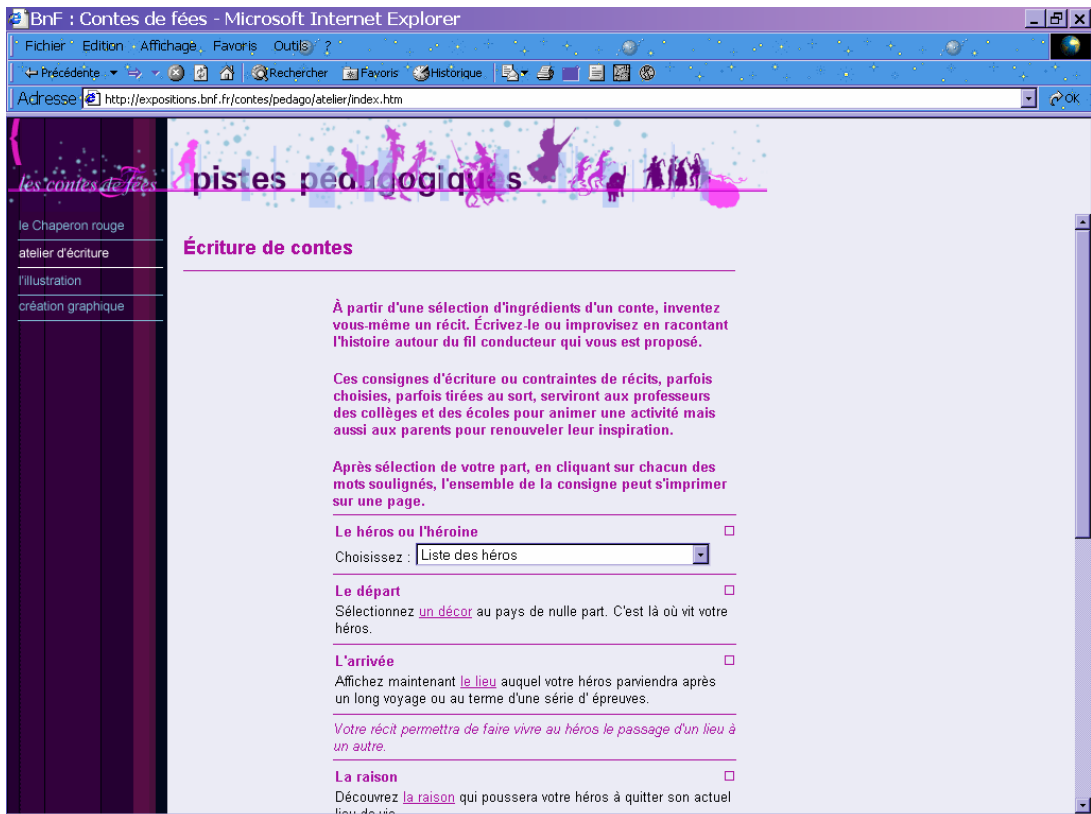 BnF : Contes de fées - Microsoft Internet Explorer
Fichier Edition Affichage Favoris Outils ?
Précédente Rechercher Favoris Historique
Adresse http://expositions.bnf.fr/contes/pedago/atelier/index.htm OK
les contes de fées
pistes pédagogiques
le Chaperon rouge
atelier d'écriture
l'illustration
création graphique
Écriture de contes
À partir d'une sélection d'ingrédients d'un conte, inventez
vous-même un récit. Écrivez-le ou improvisez en racontant
l'histoire autour du fil conducteur qui vous est proposé.
Ces consignes d'écriture ou contraintes de récits, parfois
choisies, parfois tirées au sort, serviront aux professeurs
des collèges et des écoles pour animer une activité mais
aussi aux parents pour renouveler leur inspiration.
Après sélection de votre part, en cliquant sur chacun des
mots soulignés, l'ensemble de la consigne peut s'imprimer
sur une page.
Le héros ou l'héroine
Choisissez : Liste des héros
Le départ
Sélectionnez un décor au pays de nulle part. C'est là où vit votre
héros.
L'arrivée
Affichez maintenant le lieu auquel votre héros parviendra après
un long voyage ou au terme d'une série d' épreuves.
Votre récit permettra de faire vivre au héros le passage d'un lieu à
un autre.
La raison
Découvrez la raison qui poussera votre héros à quitter son actuel
lieu de vie